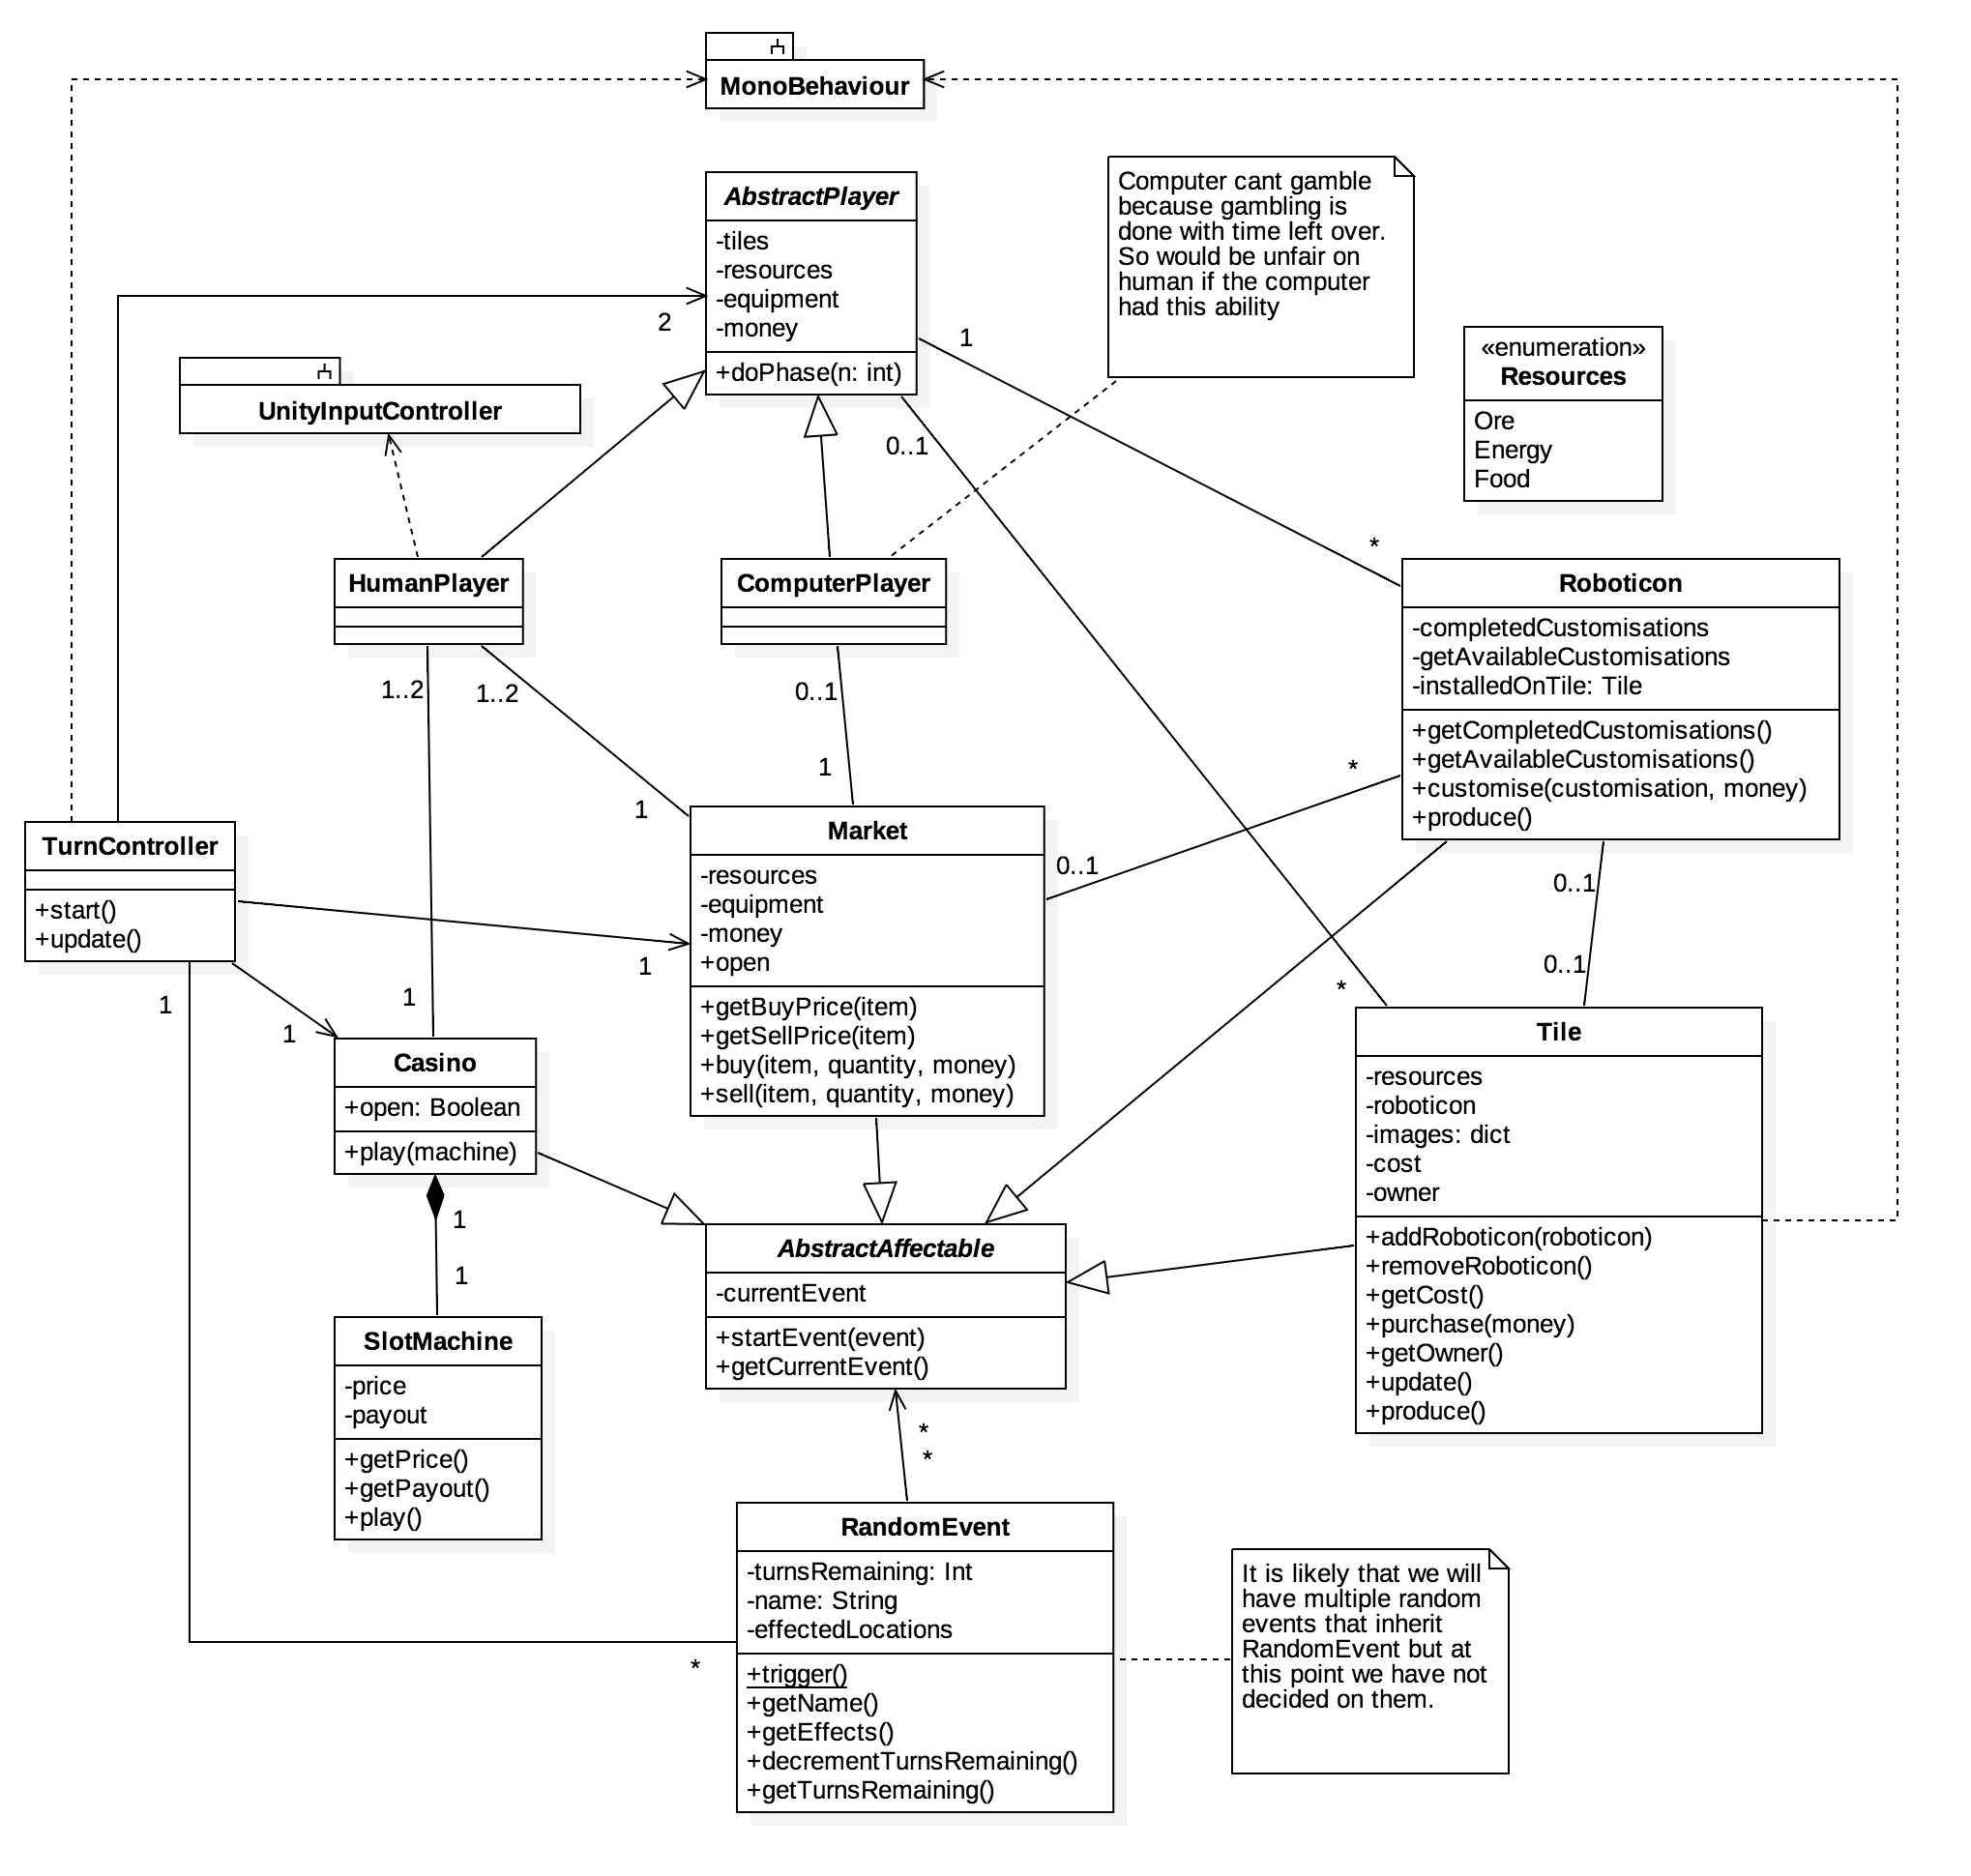 MonoBehaviour
AbstractPlayer
-tiles
-resources
-equipment
-money
+doPhase(n: int)
Computer cant gamble
because gambling is
done with time left over.
So would be unfair on
human if the computer
had this ability
«enumeration»
Resources
Ore
Energy
Food
UnityInputController
2
1
0..1
*
HumanPlayer
ComputerPlayer
Roboticon
-completedCustomisations
-getAvailableCustomisations
-installedOnTile: Tile
+getCompletedCustomisations()
+getAvailableCustomisations()
+customise(customisation, money)
+produce()
1..2
1..2
0..1
1
1
*
0..1
TurnController
+start()
+update()
Market
-resources
-equipment
-money
+open
+getBuyPrice(item)
+getSellPrice(item)
+buy(item, quantity, money)
+sell(item, quantity, money)
0..1
0..1
*
1
1
1
1
Casino
+open: Boolean
+play(machine)
Tile
-resources
-roboticon
-images: dict
-cost
-owner
+addRoboticon(roboticon)
+removeRoboticon()
+getCost()
+purchase(money)
+getOwner()
+update()
+produce()
1
1
AbstractAffectable
-currentEvent
+startEvent(event)
+getCurrentEvent()
SlotMachine
-price
-payout
+getPrice()
+getPayout()
+play()
*
*
RandomEvent
-turnsRemaining: Int
-name: String
-effectedLocations
+trigger()
+getName()
+getEffects()
+decrementTurnsRemaining()
+getTurnsRemaining()
*
It is likely that we will
have multiple random
events that inherit
RandomEvent but at
this point we have not
decided on them.